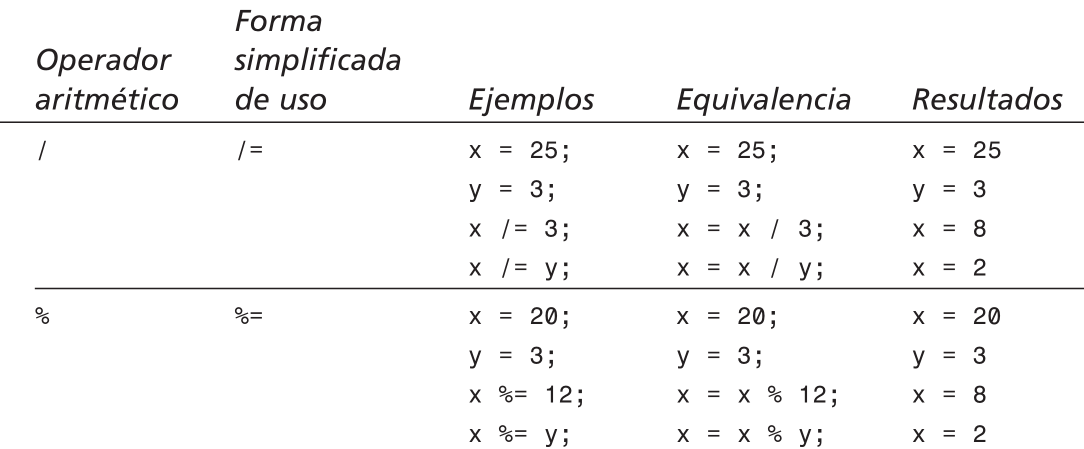 Forma
Operador simplificada
aritmético de uso Ejemplos Equivalencia Resultados
/ /= x = 25; x = 25; x = 25
y = 3; y = 3; y = 3
x /= 3; x = x / 3; x = 8
x /= y; x = x / y; x = 2
% %= x = 20; x = 20; x = 20
y = 3; y = 3; y = 3
x %= 12; x = x % 12; x = 8
x %= y; x = x % y; x = 2